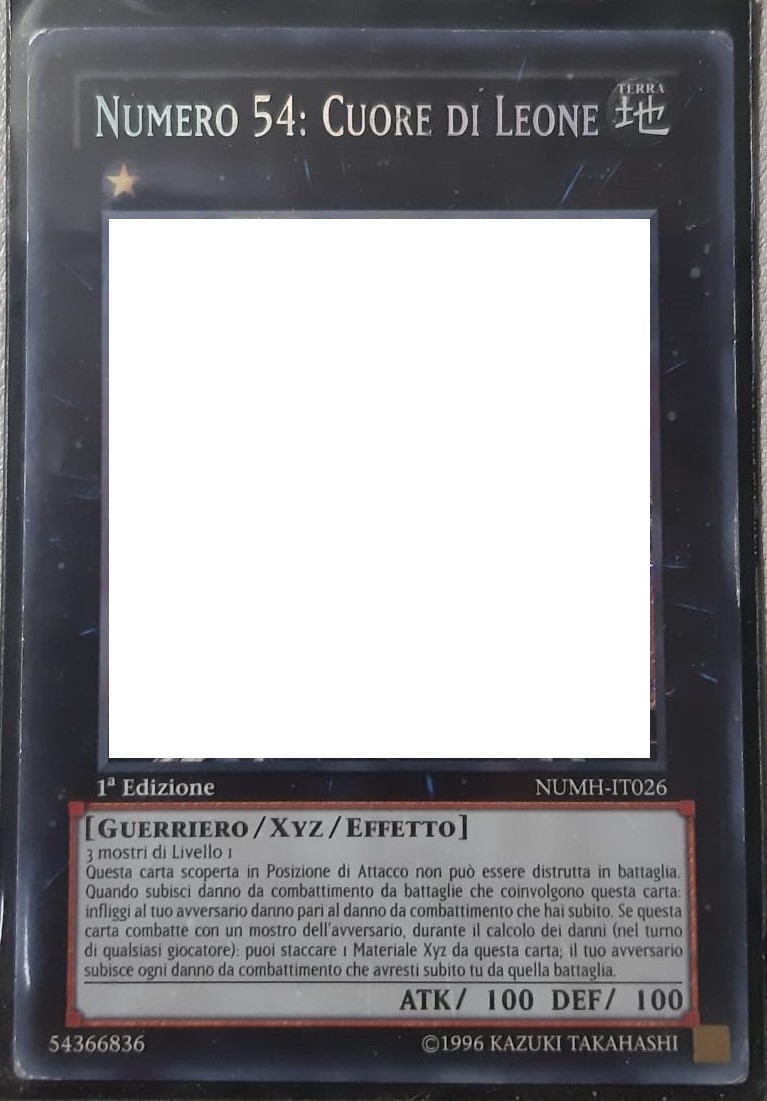 NUMERO 54: CUORE DI LEONE
TERRA
地
1ª Edizione
NUMH-IT026
[GUERRIERO/XYZ/EFFETTO]
3 mostri di Livello 1
Questa carta scoperta in Posizione di Attacco non può essere distrutta in battaglia.
Quando subisci danno da combattimento da battaglie che coinvolgono questa carta:
infliggi al tuo avversario danno pari al danno da combattimento che hai subito. Se questa
carta combatte con un mostro dell'avversario, durante il calcolo dei danni (nel turno
di qualsiasi giocatore): puoi staccare 1 Materiale Xyz da questa carta; il tuo avversario
subisce ogni danno da combattimento che avresti subito tu da quella battaglia.
ATK/ 100 DEF/ 100
54366836
©1996 KAZUKI TAKAHASHI